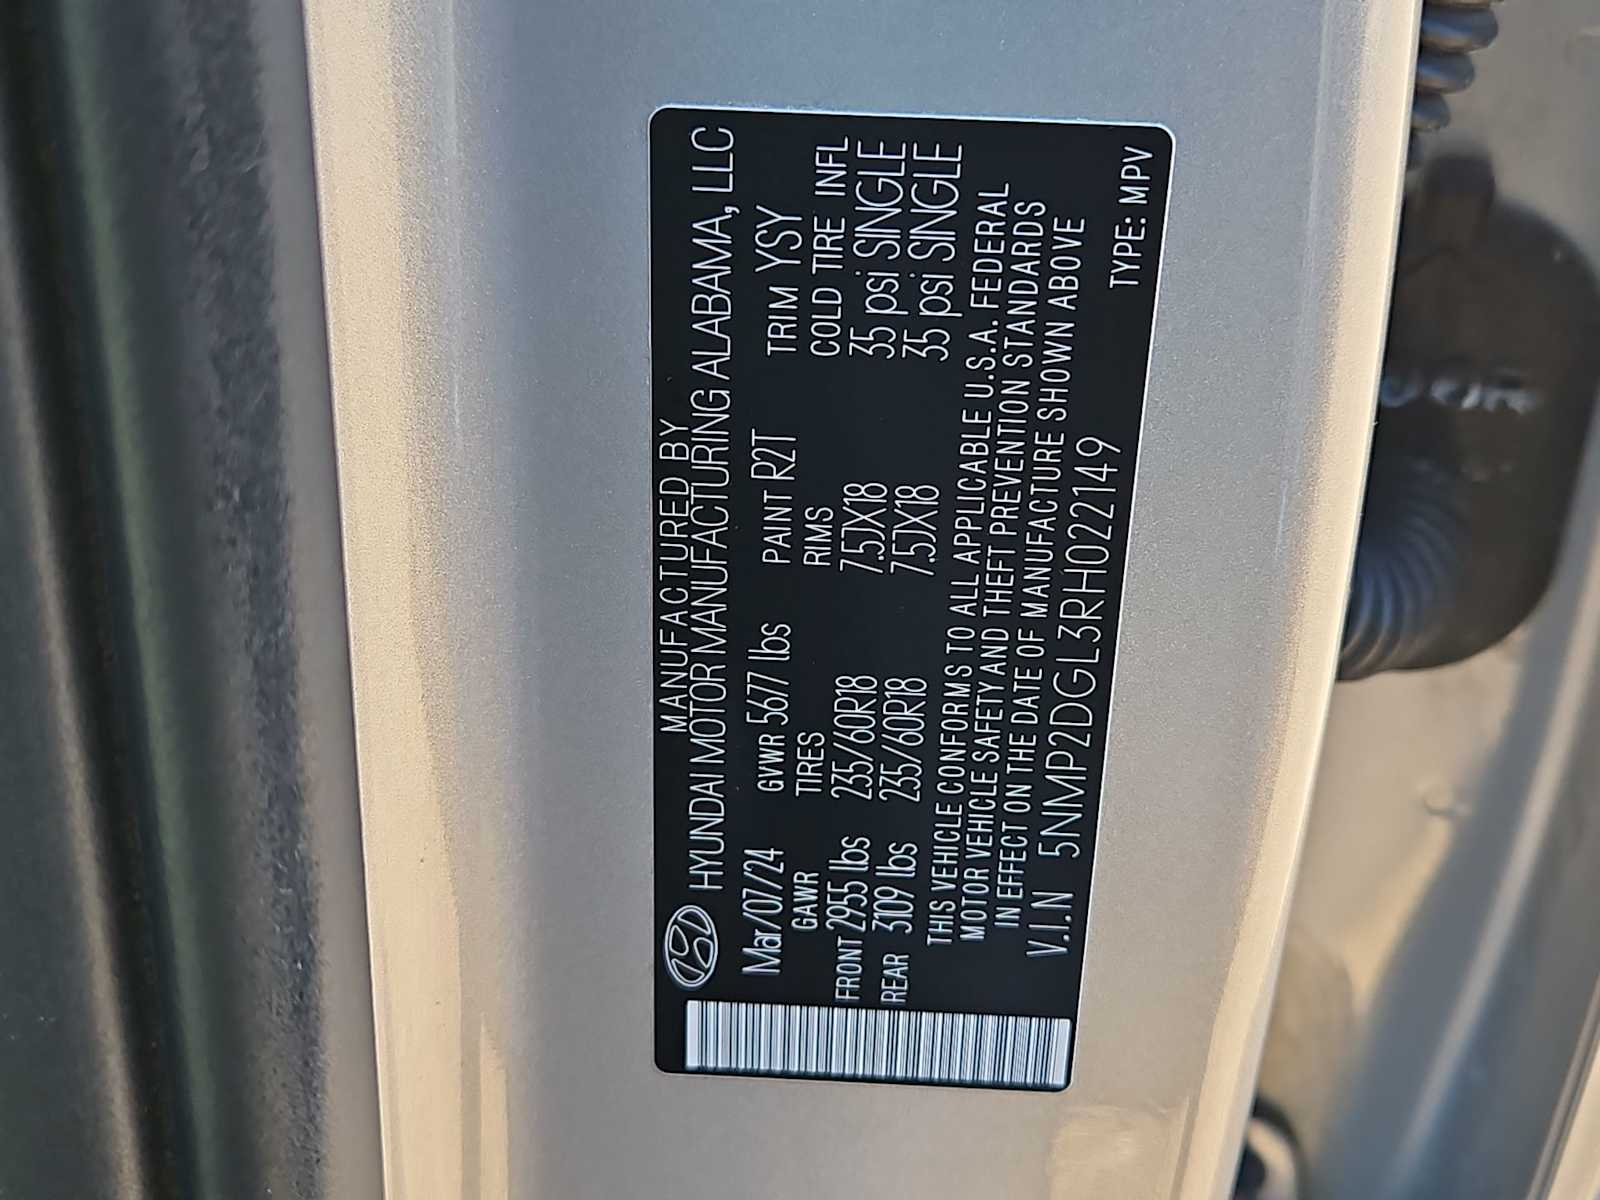 MANUFACTURED BY
HYUNDAI MOTOR MANUFACTURING ALABAMA, LLC
Mar/07/24 GVWR 5677 lbs PAINT R2T TRIM YSY
GAWR TIRES RIMS COLD TIRE INFL
FRONT 2955 lbs 235/60R18 7.5JX18 35 psi SINGLE
REAR 3109 lbs 235/60R18 7.5JX18 35 psi SINGLE
THIS VEHICLE CONFORMS TO ALL APPLICABLE U.S.A. FEDERAL
MOTOR VEHICLE SAFETY AND THEFT PREVENTION STANDARDS
IN EFFECT ON THE DATE OF MANUFACTURE SHOWN ABOVE
V.I.N 5NMP2DGL3RH022149 TYPE: MPV